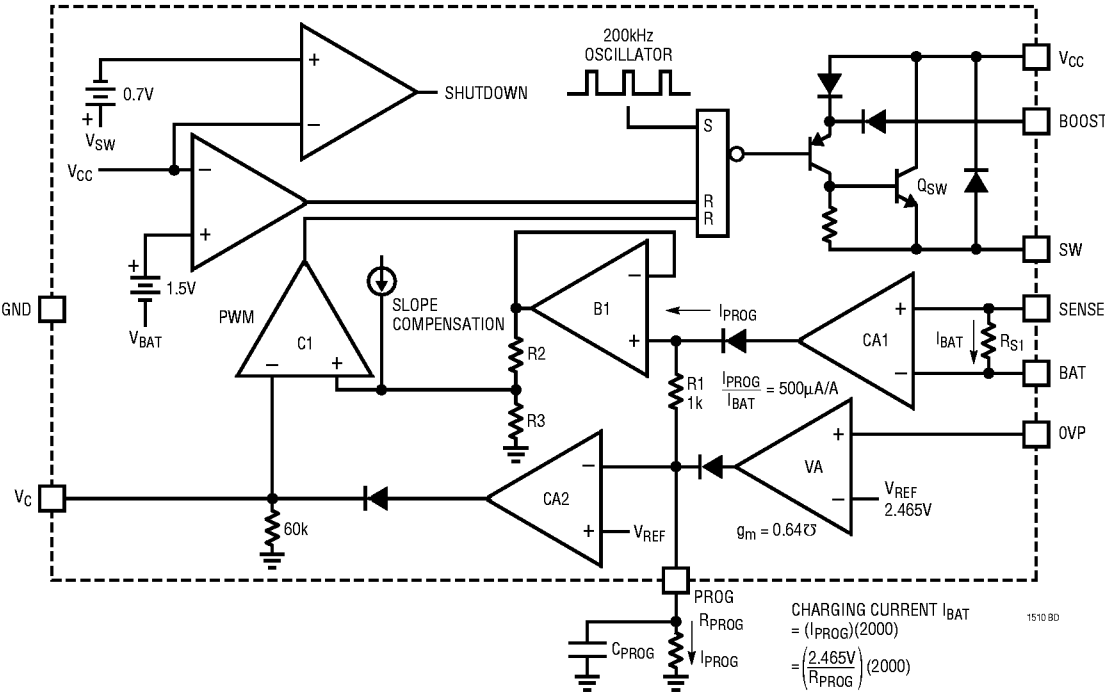 200kHz
OSCILLATOR
VCC
BOOST
SW
SENSE
BAT
OVP
GND
VC
PROG
0.7V
+
VSW
+
−
SHUTDOWN
VCC
−
+
+
1.5V
VBAT
S
R
R
QSW
PWM
C1
−
+
SLOPE
COMPENSATION
B1
−
+
R2
R3
IPROG
R1
1k
CA1
+
−
IBAT
RS1
IPROG
IBAT
= 500µA/A
VA
+
−
VREF
2.465V
gm = 0.64℧
CA2
−
+
VREF
60k
CPROG
RPROG
IPROG
CHARGING CURRENT IBAT
= (IPROG)(2000)
= (2.465V
RPROG) (2000)
1510 BD